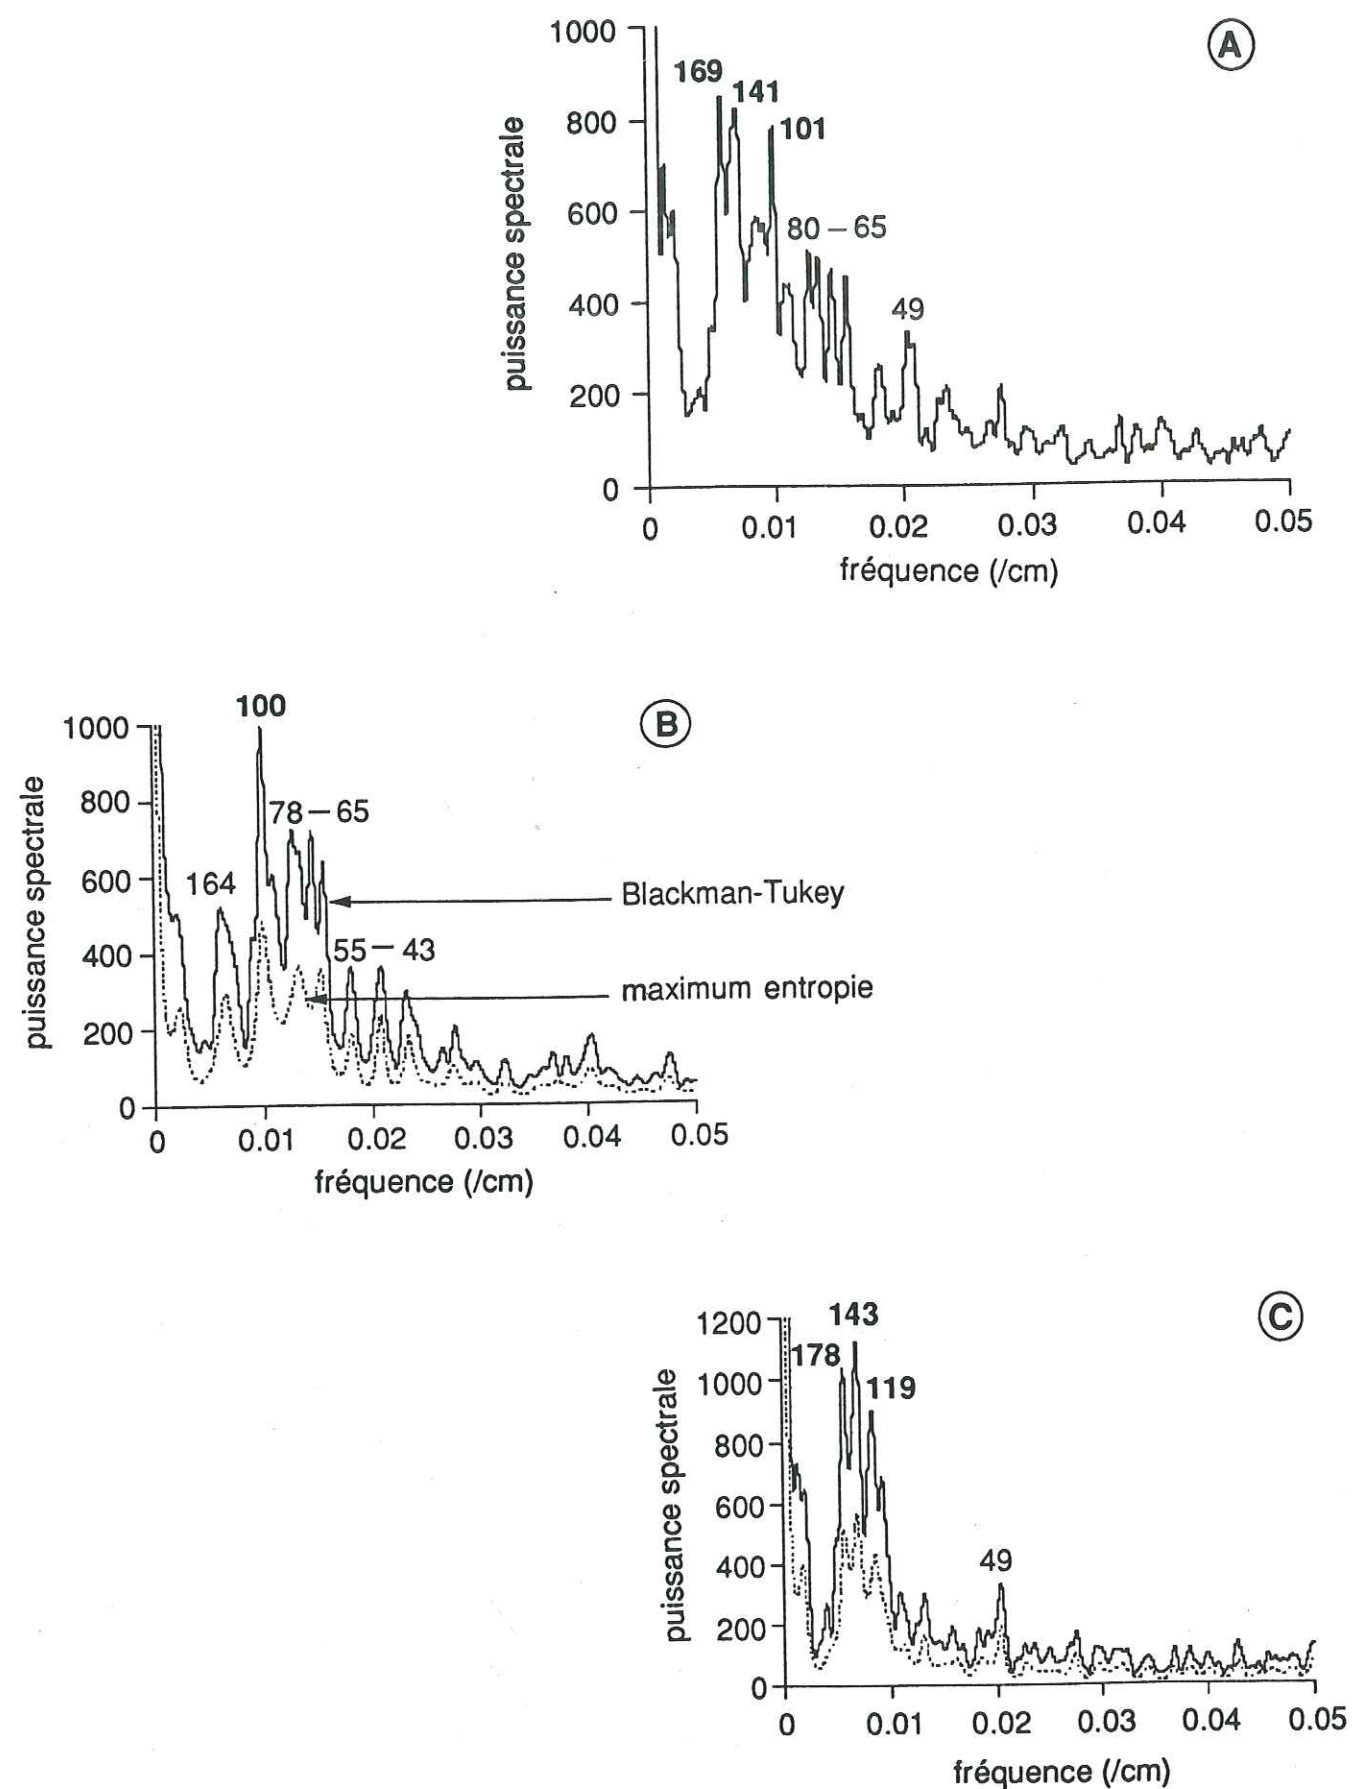 A
1000
800
600
400
200
0
puissance spectrale
169
141
101
80 – 65
49
0 0.01 0.02 0.03 0.04 0.05
fréquence (/cm)
B
1000
800
600
400
200
0
puissance spectrale
100
78 – 65
164
55 – 43
Blackman-Tukey
maximum entropie
0 0.01 0.02 0.03 0.04 0.05
fréquence (/cm)
C
1200
1000
800
600
400
200
0
puissance spectrale
143
178
119
49
0 0.01 0.02 0.03 0.04 0.05
fréquence (/cm)